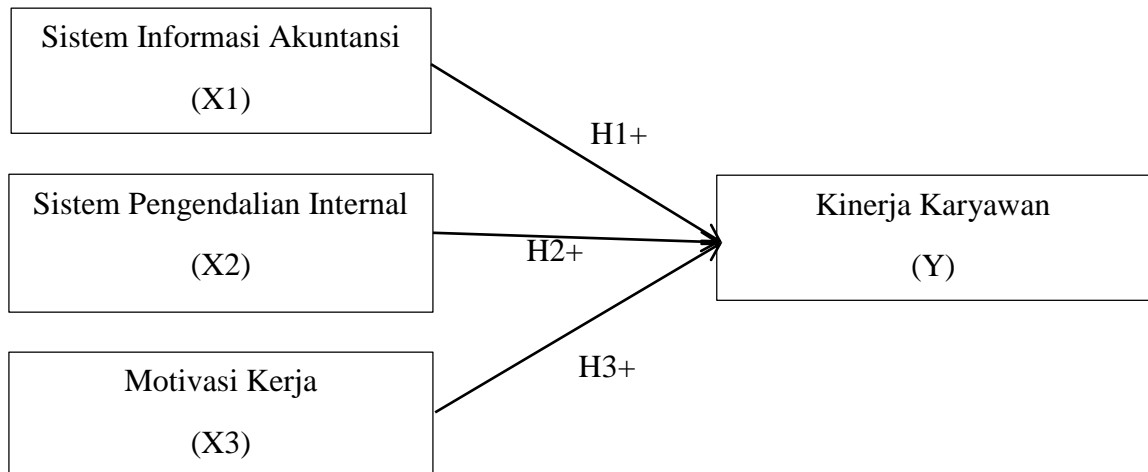 Sistem Informasi Akuntansi
(X1)
H1+
Sistem Pengendalian Internal
(X2)
H2+
Kinerja Karyawan
(Y)
Motivasi Kerja
(X3)
H3+